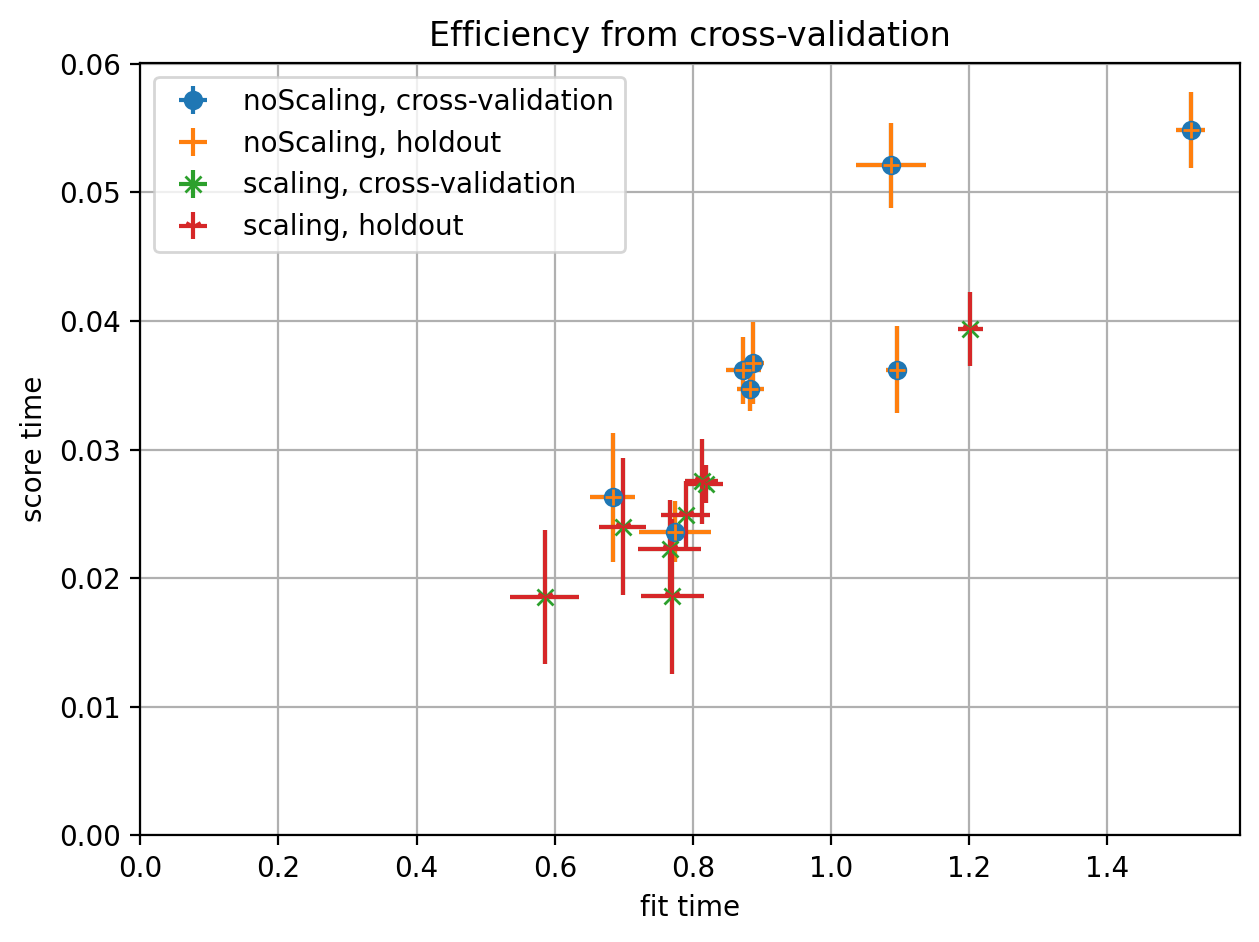 Efficiency from cross-validation
noScaling, cross-validation
noScaling, holdout
scaling, cross-validation
scaling, holdout
score time
0.06
0.05
0.04
0.03
0.02
0.01
0.00
0.0 0.2 0.4 0.6 0.8 1.0 1.2 1.4
fit time